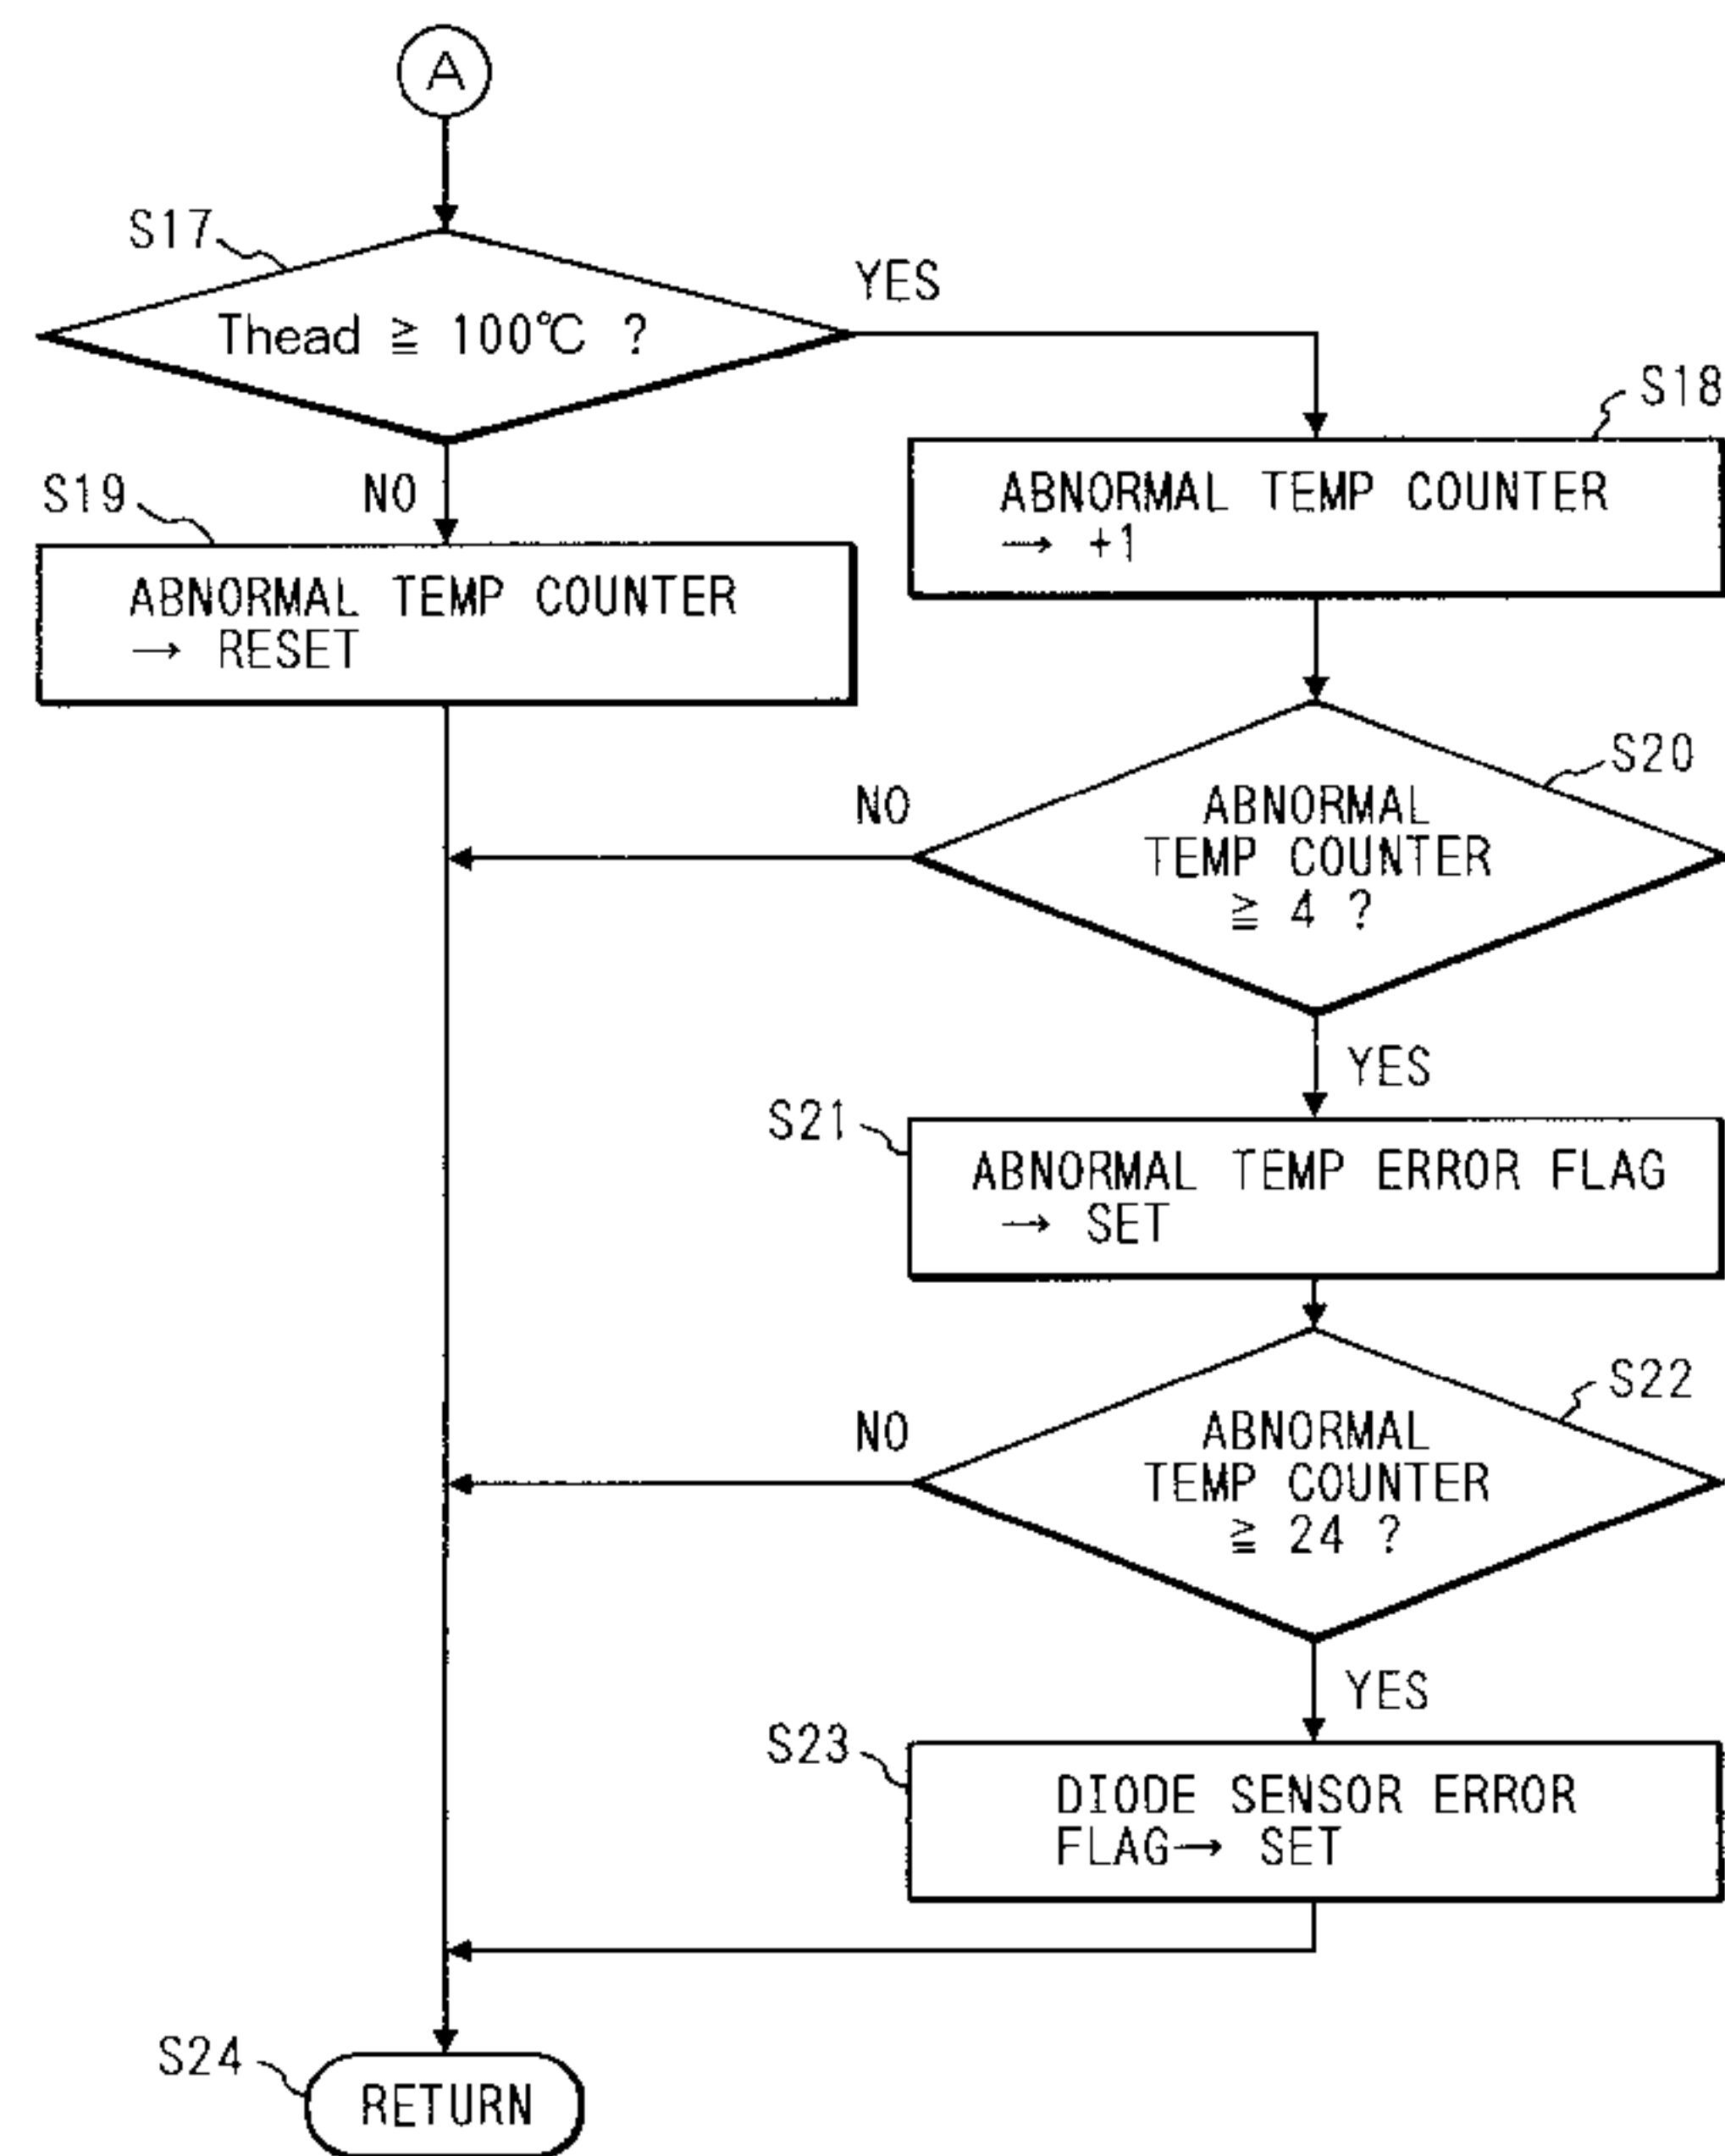 A
S17
YES
Thead ≧ 100℃ ?
S18
NO
S19
ABNORMAL TEMP COUNTER
→ +1
ABNORMAL TEMP COUNTER
→ RESET
S20
NO
ABNORMAL
TEMP COUNTER
≧ 4 ?
YES
S21
ABNORMAL TEMP ERROR FLAG
→ SET
S22
NO
ABNORMAL
TEMP COUNTER
≧ 24 ?
YES
S23
DIODE SENSOR ERROR
FLAG→ SET
S24
RETURN